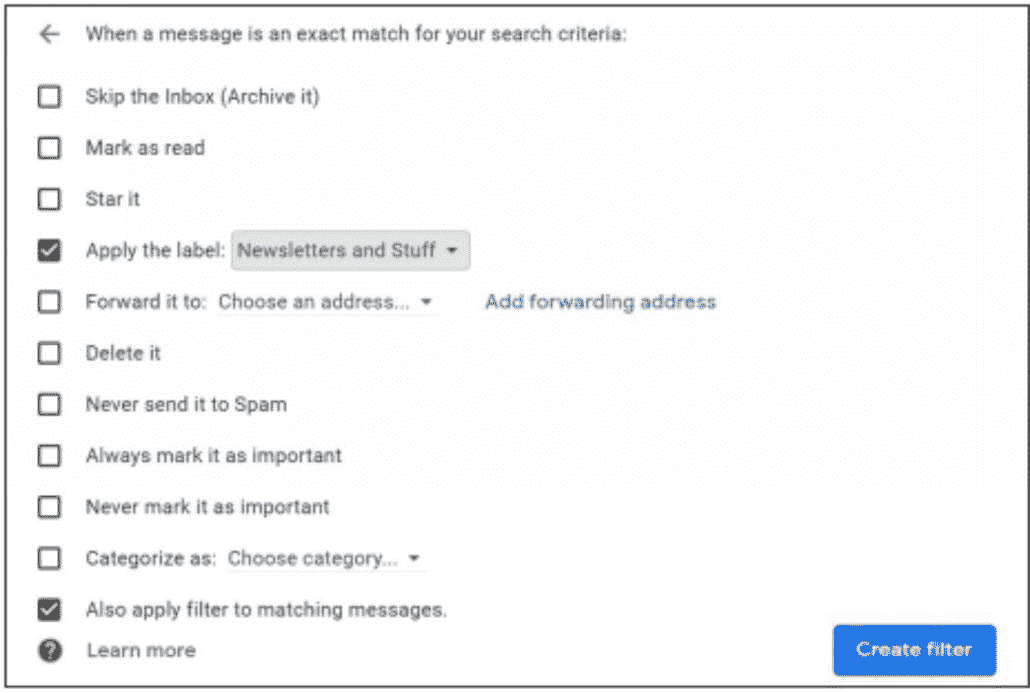 When a message is an exact match for your search criteria:
Skip the Inbox (Archive it)
Mark as read
Star it
Apply the label: Newsletters and Stuff
Forward it to: Choose an address... Add forwarding address
Delete it
Never send it to Spam
Always mark it as important
Never mark it as important
Categorize as: Choose category...
Also apply filter to matching messages.
? Learn more
Create filter